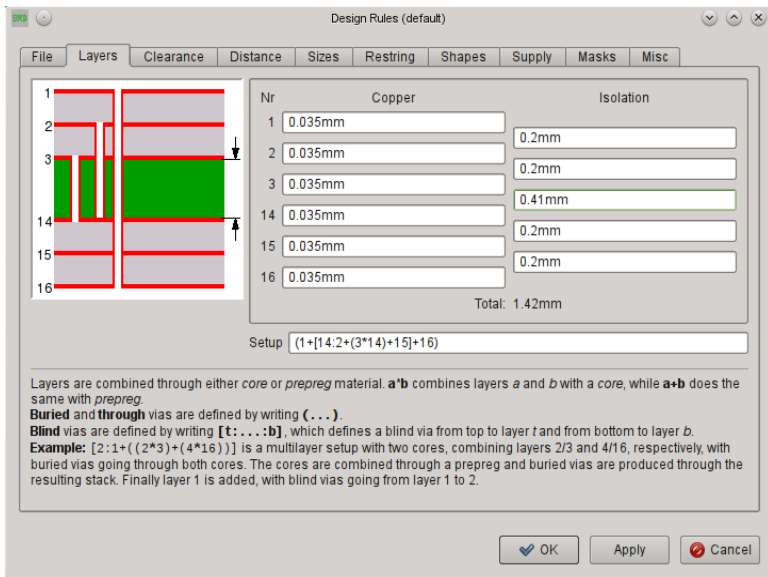 BRD
Design Rules (default)
File Layers Clearance Distance Sizes Restring Shapes Supply Masks Misc
1
2
3
14
15
16
Nr Copper Isolation
1 0.035mm
0.2mm
2 0.035mm
0.2mm
3 0.035mm
0.41mm
14 0.035mm
0.2mm
15 0.035mm
0.2mm
16 0.035mm
Total: 1.42mm
Setup (1+[14:2+(3*14)+15]+16)
Layers are combined through either core or prepreg material. a*b combines layers a and b with a core, while a+b does the
same with prepreg.
Buried and through vias are defined by writing (...).
Blind vias are defined by writing [t:...:b], which defines a blind via from top to layer t and from bottom to layer b.
Example: [2:1+((2*3)+(4*16))] is a multilayer setup with two cores, combining layers 2/3 and 4/16, respectively, with
buried vias going through both cores. The cores are combined through a prepreg and buried vias are produced through the
resulting stack. Finally layer 1 is added, with blind vias going from layer 1 to 2.
OK Apply Cancel